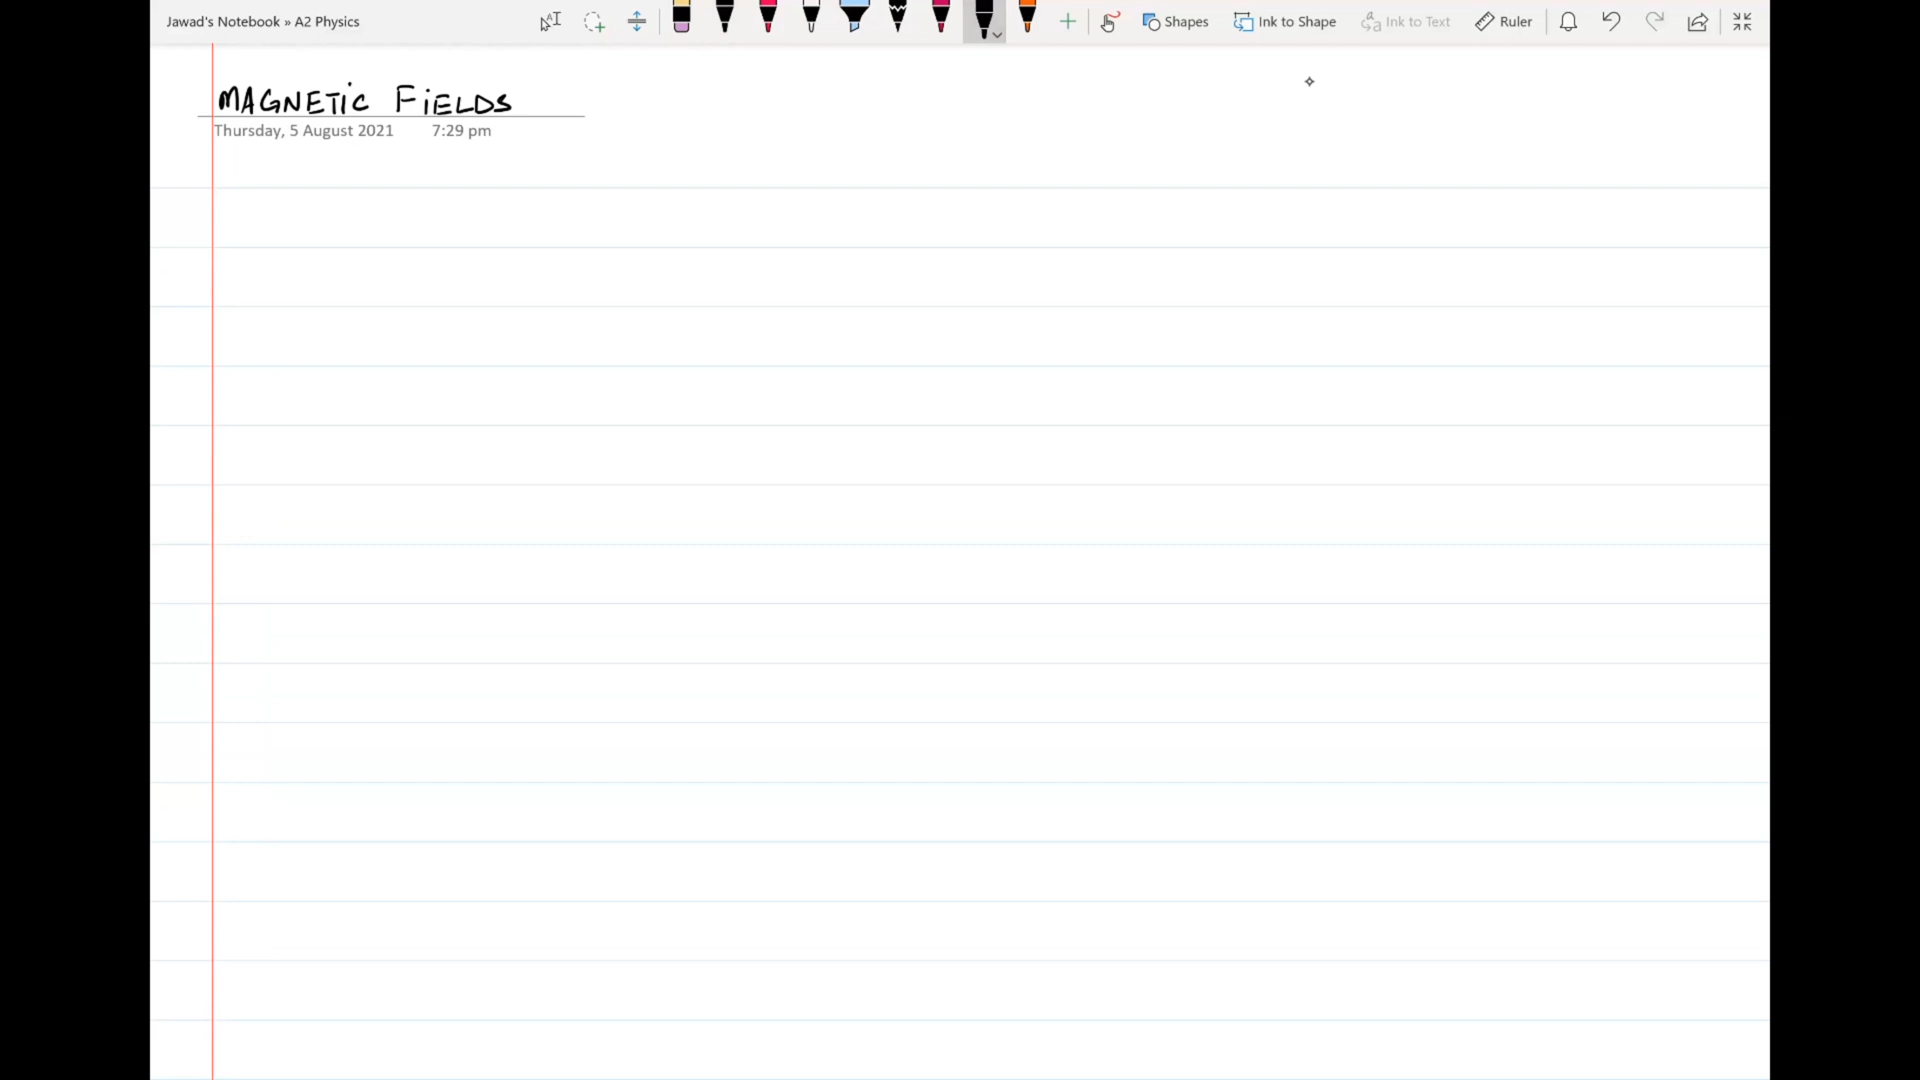 Jawad's Notebook » A2 Physics
Shapes
Ink to Shape
Ink to Text
Ruler
MAGNETIC FIELDS
Thursday, 5 August 2021 7:29 pm